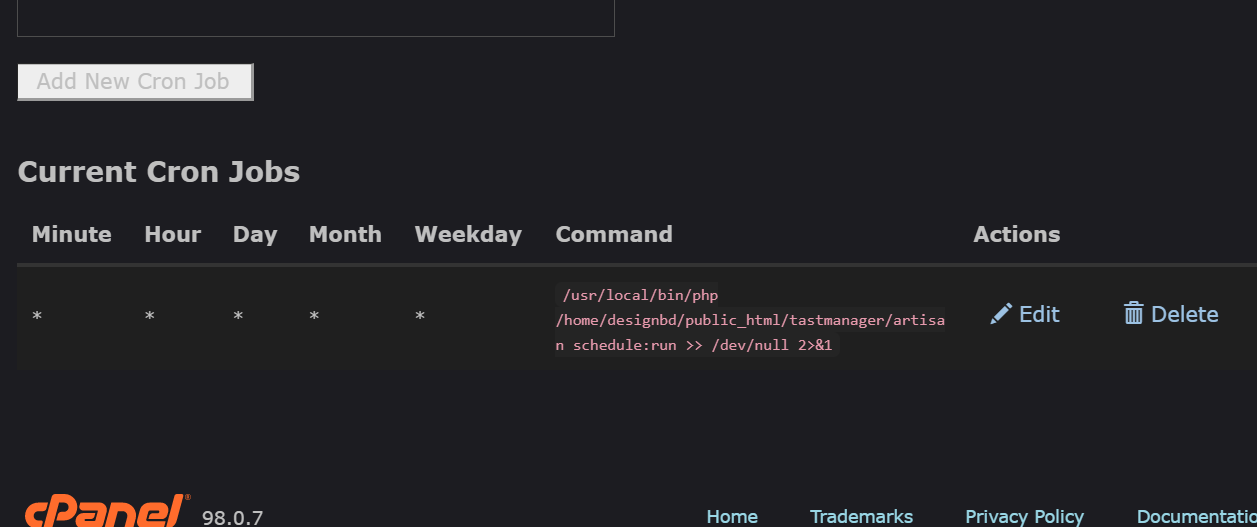 Add New Cron Job
Current Cron Jobs
Minute Hour Day Month Weekday Command Actions
* * * * * /usr/local/bin/php
/home/designbd/public_html/tastmanager/artisa
n schedule:run >> /dev/null 2>&1
Edit Delete
cPanel® 98.0.7 Home Trademarks Privacy Policy Documentatio